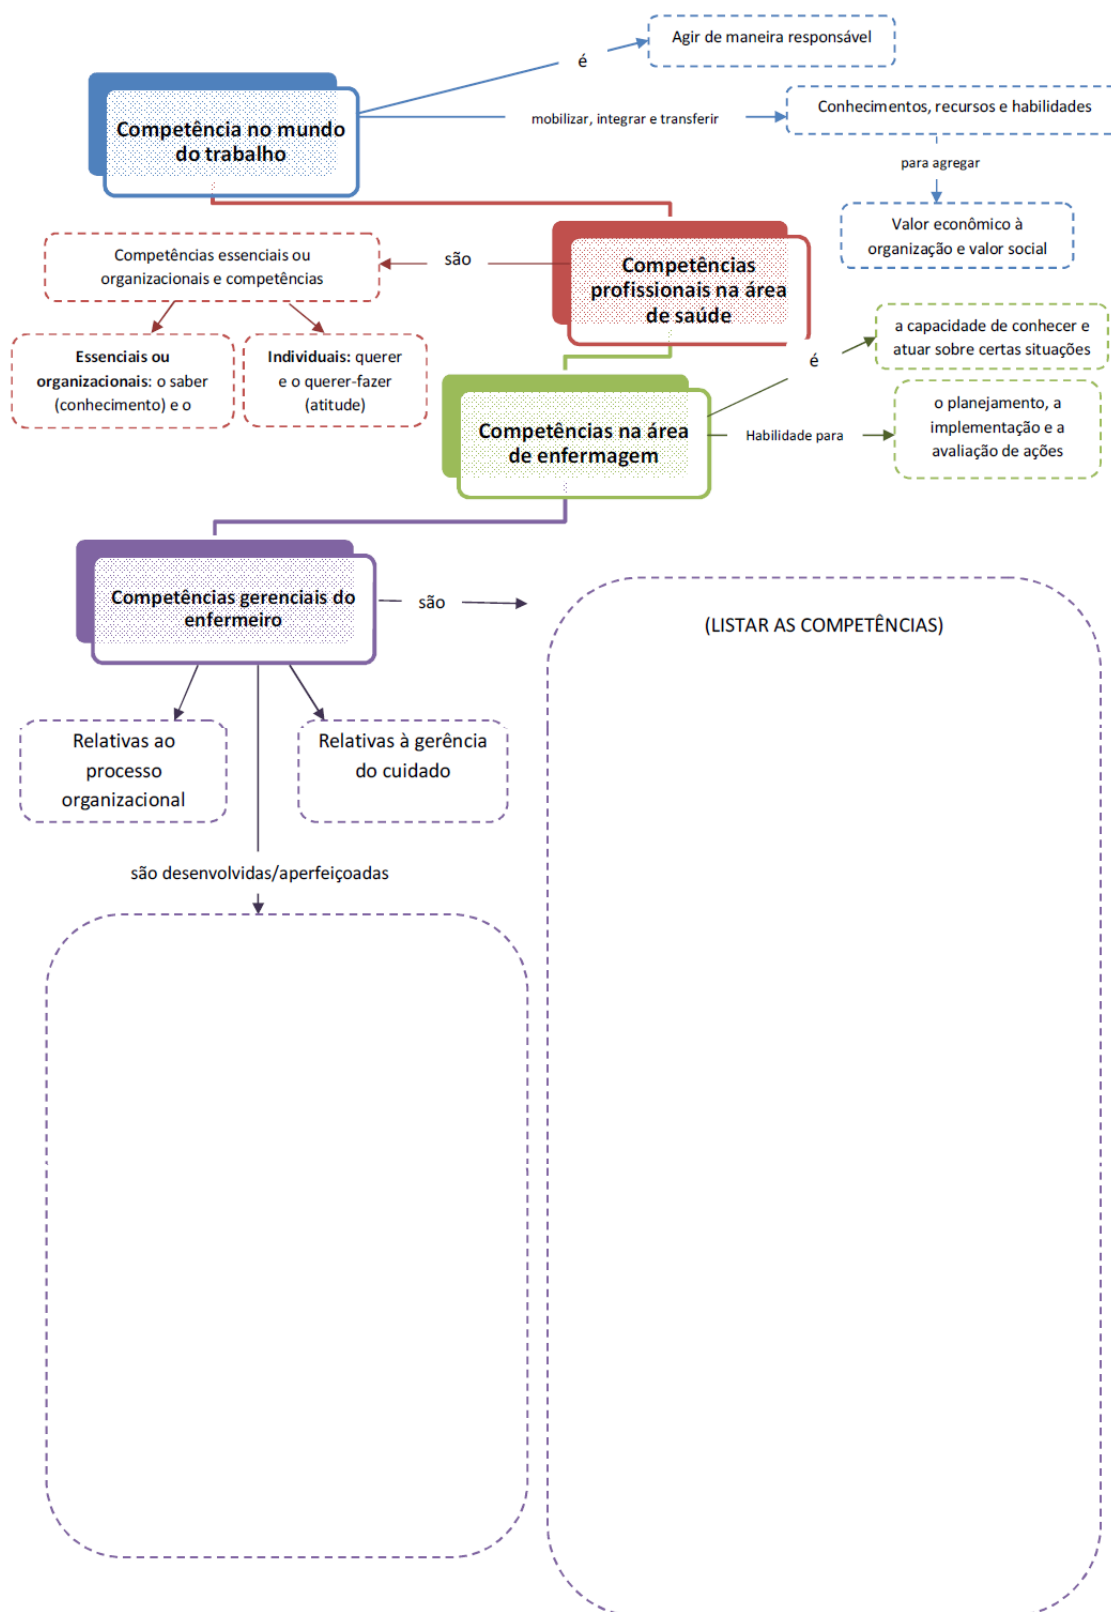 Agir de maneira responsável
é
Competência no mundo
do trabalho
mobilizar, integrar e transferir
Conhecimentos, recursos e habilidades
para agregar
Valor econômico à
organização e valor social
Competências essenciais ou
organizacionais e competências
são
Competências
profissionais na área
de saúde
Essenciais ou
organizacionais: o saber
(conhecimento) e o
Individuais: querer
e o querer-fazer
(atitude)
é
a capacidade de conhecer e
atuar sobre certas situações
Competências na área
de enfermagem
Habilidade para
o planejamento, a
implementação e a
avaliação de ações
Competências gerenciais do
enfermeiro
são
(LISTAR AS COMPETÊNCIAS)
Relativas ao
processo
organizacional
Relativas à gerência
do cuidado
são desenvolvidas/aperfeiçoadas